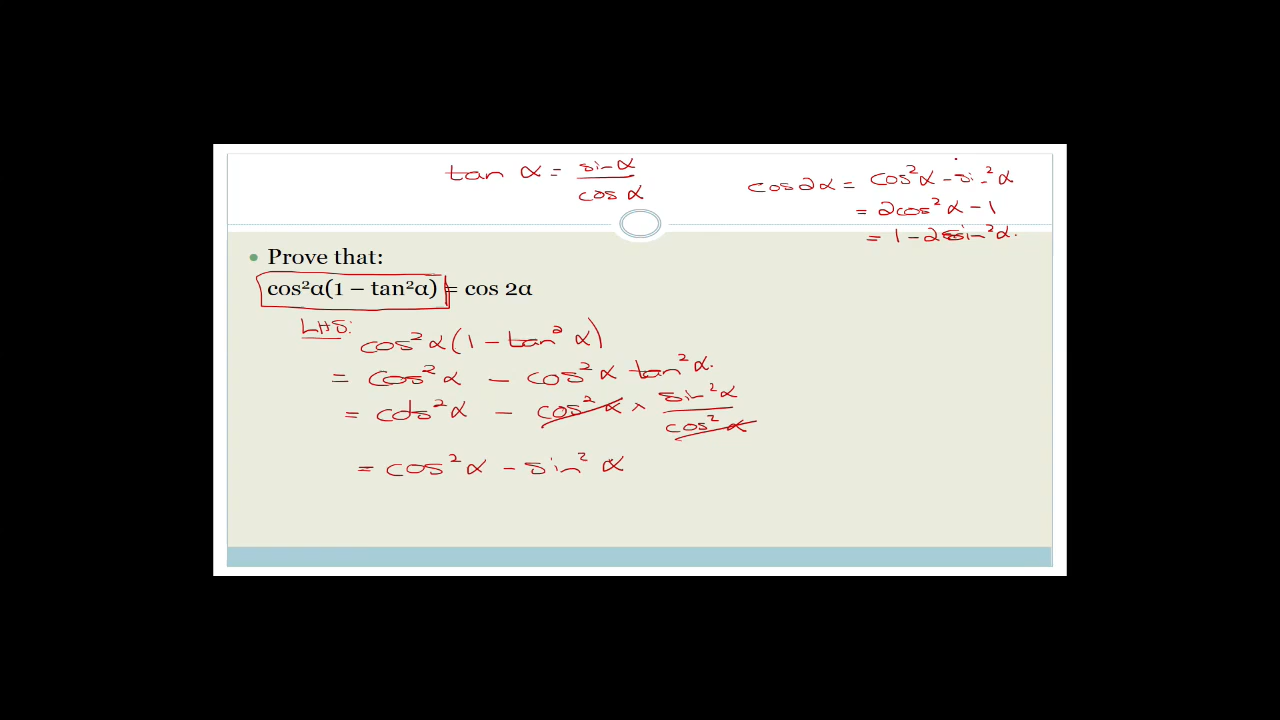 tan α = sin α / cos α
cos 2α = cos²α - sin²α
= 2cos²α - 1
= 1 - 2sin²α.
• Prove that:
cos²α(1 – tan²α) = cos 2α
LHS:
cos²α(1 - tan²α)
= cos²α - cos²α tan²α.
= cos²α - cos²α × sin²α / cos²α
= cos²α - sin²α